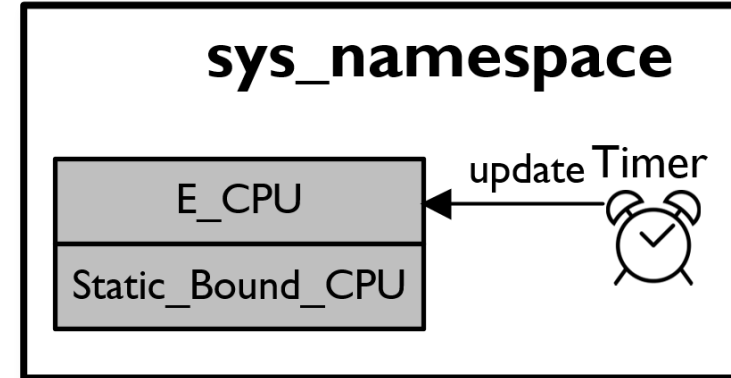 sys_namespace
update Timer
E_CPU
Static_Bound_CPU